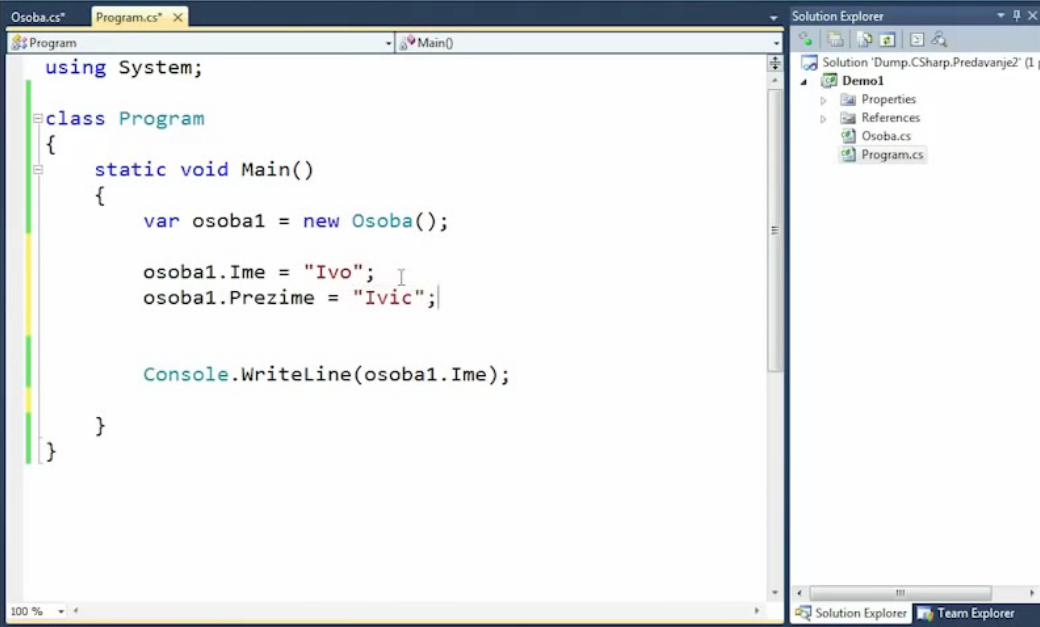 Osoba.cs*
Program.cs*
Program
Main()
using System;
class Program
{
static void Main()
{
var osoba1 = new Osoba();
osoba1.Ime = "Ivo";
osoba1.Prezime = "Ivic";
Console.WriteLine(osoba1.Ime);
}
}
100 %
Solution Explorer
Solution 'Dump.CSharp.Predavanje2' (1 p
Demo1
Properties
References
Osoba.cs
Program.cs
Solution Explorer
Team Explorer